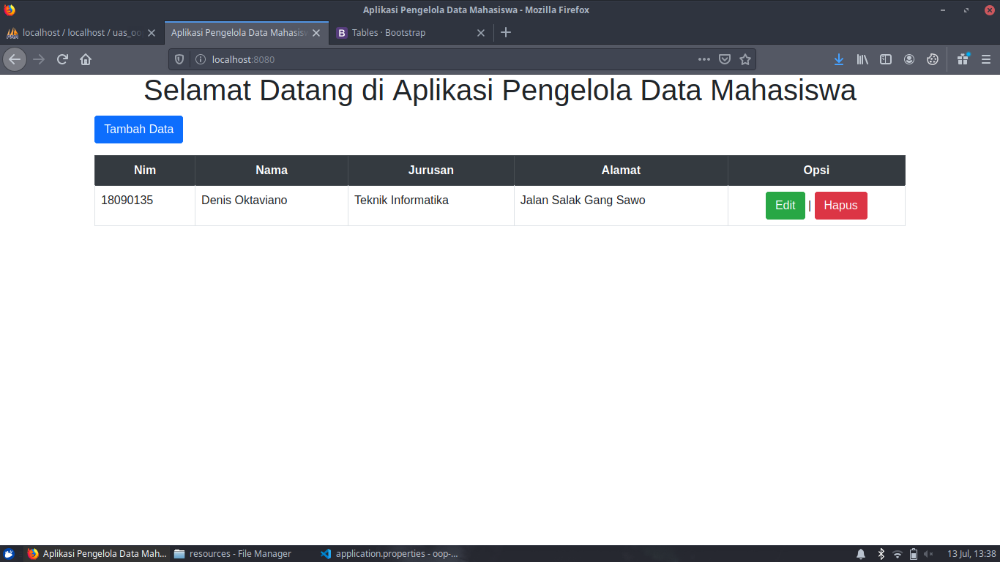 Aplikasi Pengelola Data Mahasiswa - Mozilla Firefox
localhost / localhost / uas_oo
Aplikasi Pengelola Data Mahasisw
B Tables · Bootstrap
localhost:8080
Selamat Datang di Aplikasi Pengelola Data Mahasiswa
Tambah Data
Nim Nama Jurusan Alamat Opsi
18090135 Denis Oktaviano Teknik Informatika Jalan Salak Gang Sawo Edit | Hapus
Aplikasi Pengelola Data Mah... resources - File Manager application.properties - oop-... 13 Jul, 13:38